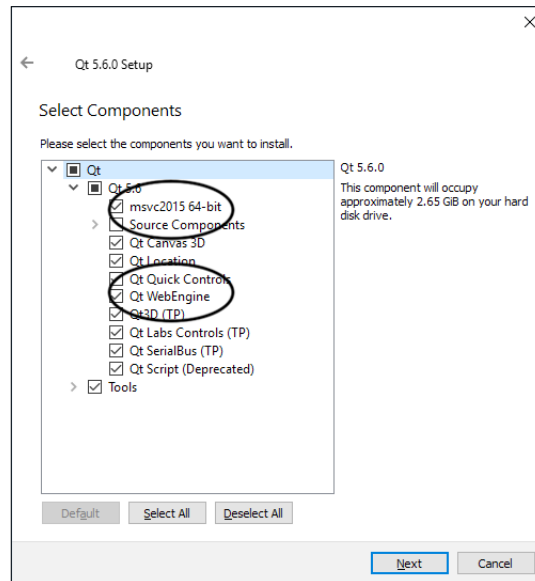 Qt 5.6.0 Setup
Select Components
Please select the components you want to install.
Qt
Qt 5.6
msvc2015 64-bit
Source Components
Qt Canvas 3D
Qt Location
Qt Quick Controls
Qt WebEngine
Qt3D (TP)
Qt Labs Controls (TP)
Qt SerialBus (TP)
Qt Script (Deprecated)
Tools
Qt 5.6.0
This component will occupy
approximately 2.65 GiB on your hard
disk drive.
Default Select All Deselect All
Next Cancel